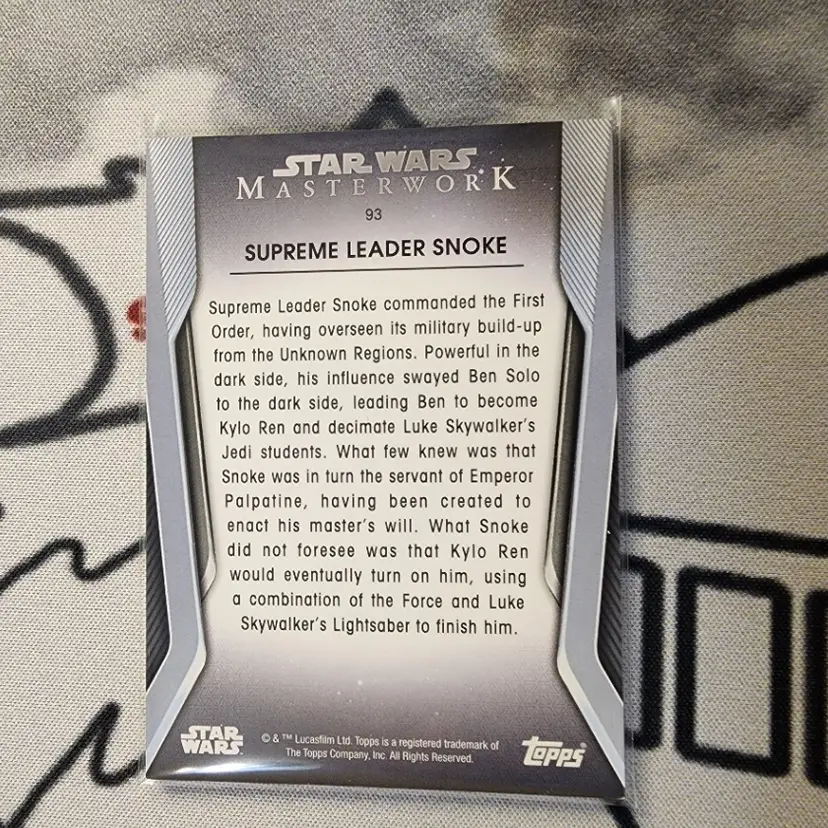 STAR WARS
MASTERWORK
93
SUPREME LEADER SNOKE
Supreme Leader Snoke commanded the First
Order, having overseen its military build-up
from the Unknown Regions. Powerful in the
dark side, his influence swayed Ben Solo
to the dark side, leading Ben to become
Kylo Ren and decimate Luke Skywalker's
Jedi students. What few knew was that
Snoke was in turn the servant of Emperor
Palpatine, having been created to
enact his master's will. What Snoke
did not foresee was that Kylo Ren
would eventually turn on him, using
a combination of the Force and Luke
Skywalker's Lightsaber to finish him.
STAR
WARS
© & ™ Lucasfilm Ltd. Topps is a registered trademark of
The Topps Company, Inc. All Rights Reserved.
Topps